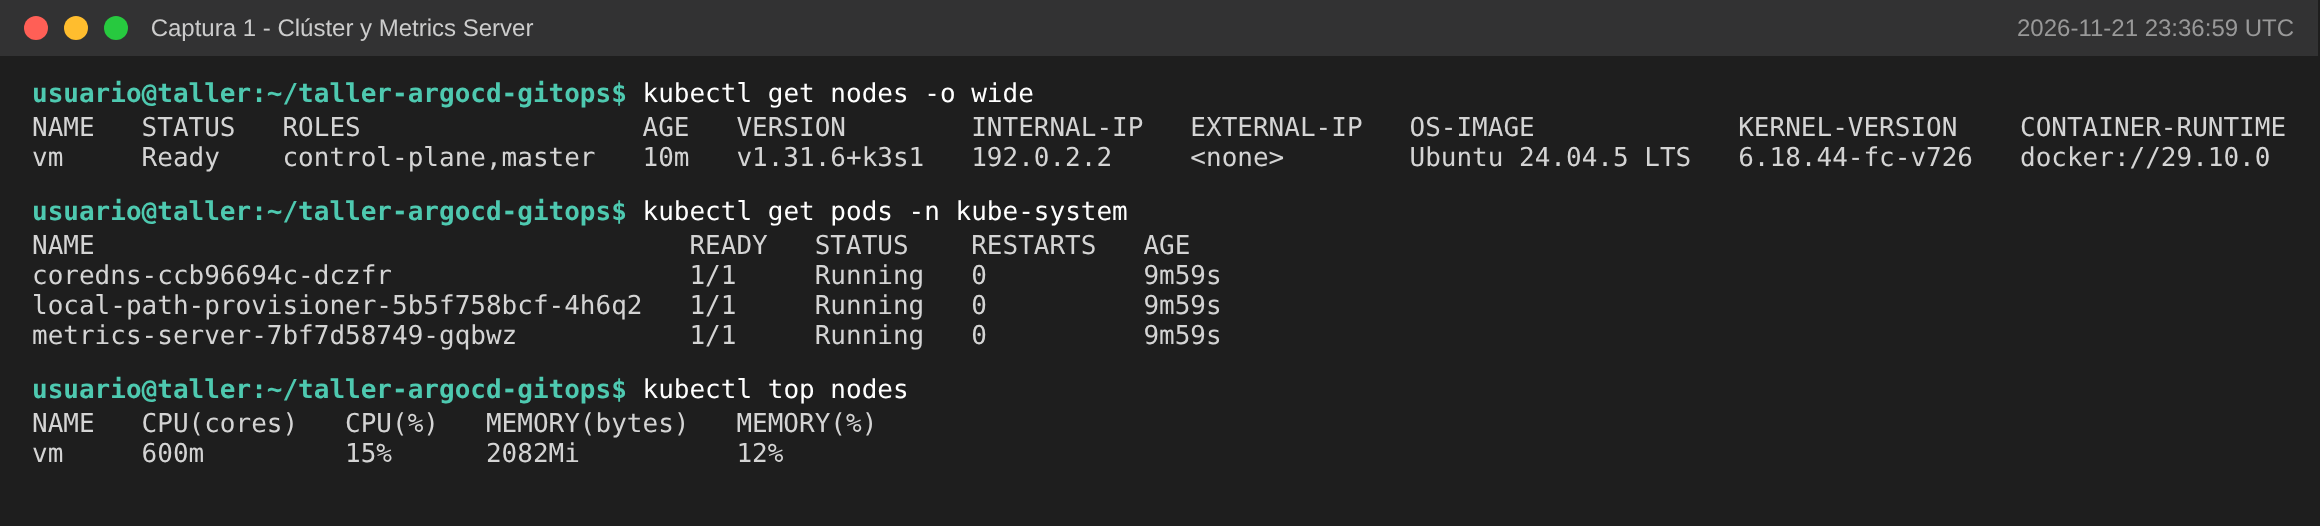 Captura 1 - Clúster y Metrics Server 2026-11-21 23:36:59 UTC
usuario@taller:~/taller-argocd-gitops$ kubectl get nodes -o wide
NAME STATUS ROLES AGE VERSION INTERNAL-IP EXTERNAL-IP OS-IMAGE KERNEL-VERSION CONTAINER-RUNTIME
vm Ready control-plane,master 10m v1.31.6+k3s1 192.0.2.2 <none> Ubuntu 24.04.5 LTS 6.18.44-fc-v726 docker://29.10.0
usuario@taller:~/taller-argocd-gitops$ kubectl get pods -n kube-system
NAME READY STATUS RESTARTS AGE
coredns-ccb96694c-dczfr 1/1 Running 0 9m59s
local-path-provisioner-5b5f758bcf-4h6q2 1/1 Running 0 9m59s
metrics-server-7bf7d58749-gqbwz 1/1 Running 0 9m59s
usuario@taller:~/taller-argocd-gitops$ kubectl top nodes
NAME CPU(cores) CPU(%) MEMORY(bytes) MEMORY(%)
vm 600m 15% 2082Mi 12%